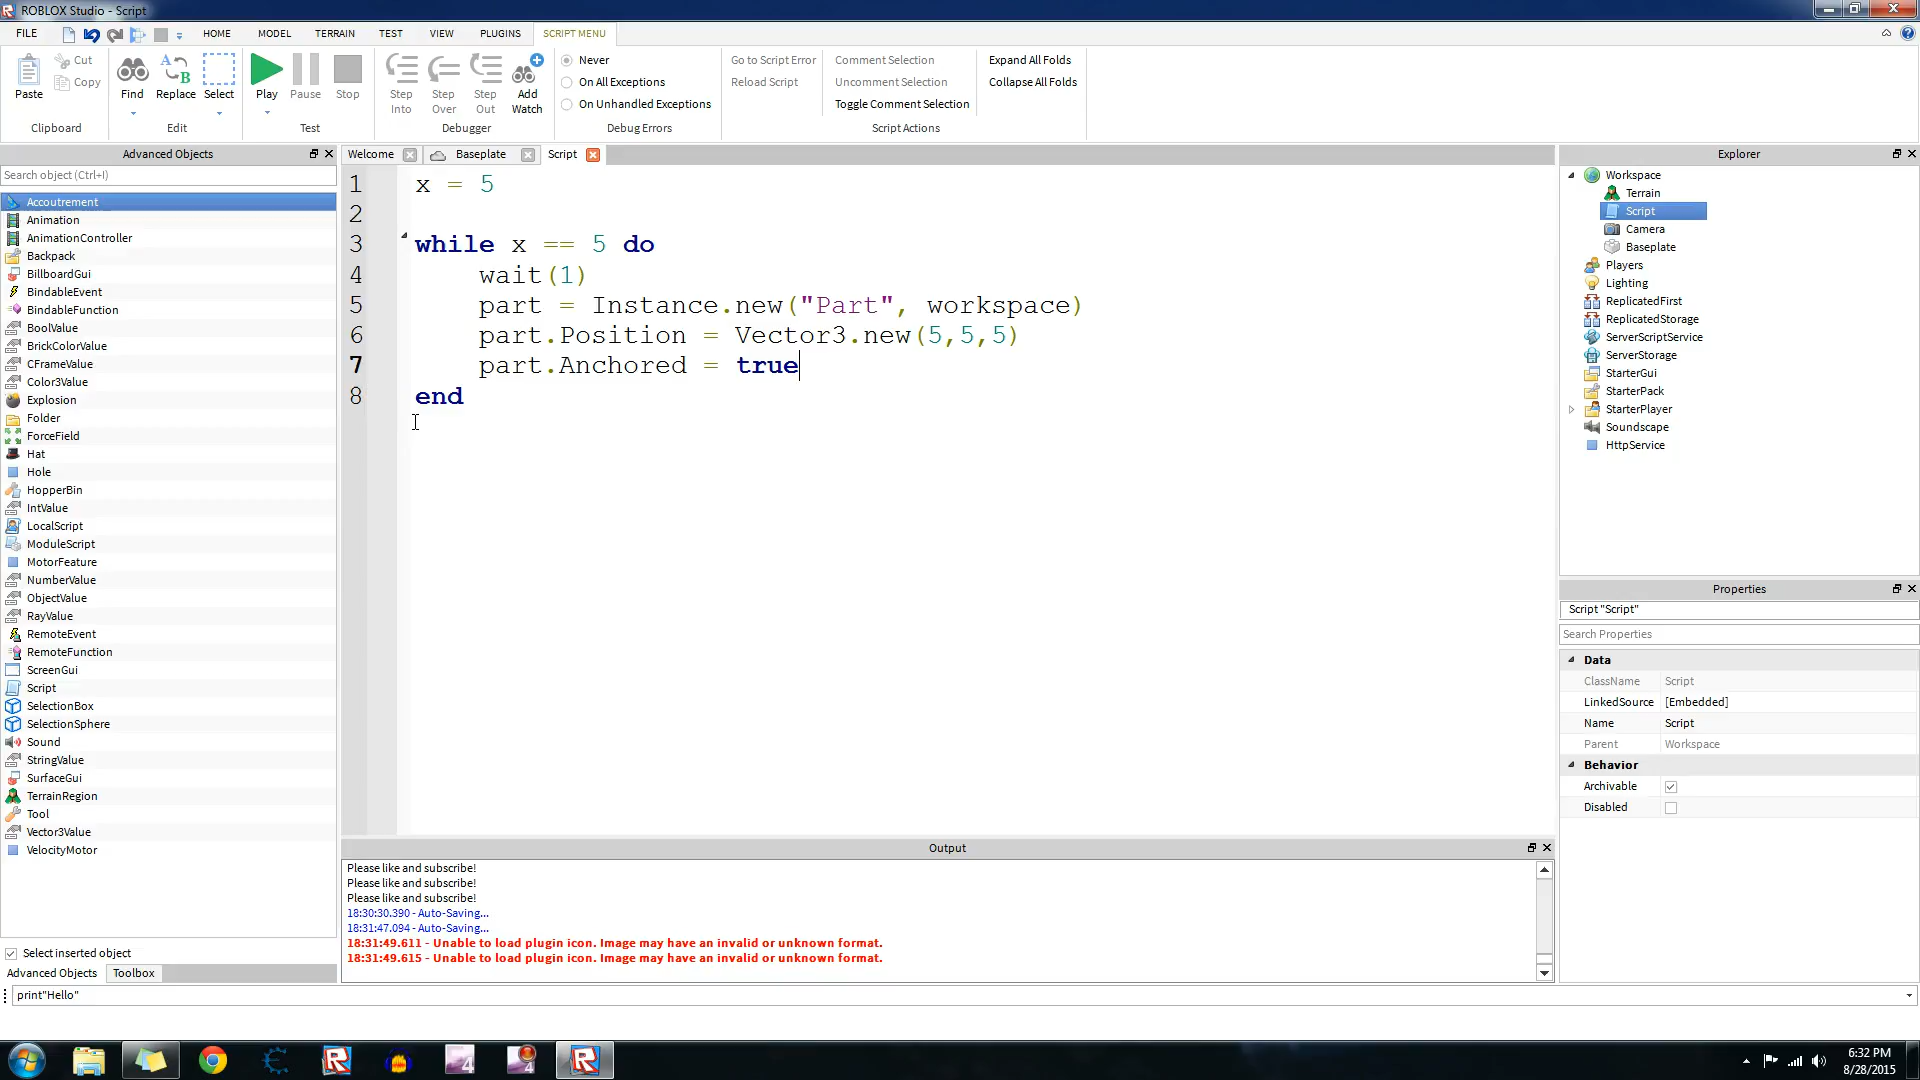 ROBLOX Studio - Script
FILE
HOME
MODEL
TERRAIN
TEST
VIEW
PLUGINS
SCRIPT MENU
Paste
Cut
Copy
Clipboard
Find
Replace
Select
Edit
Play
Pause
Stop
Test
Step Into
Step Over
Step Out
Add Watch
Debugger
Never
On All Exceptions
On Unhandled Exceptions
Debug Errors
Go to Script Error
Reload Script
Comment Selection
Uncomment Selection
Toggle Comment Selection
Script Actions
Expand All Folds
Collapse All Folds
Advanced Objects
Search object (Ctrl+I)
Accoutrement
Animation
AnimationController
Backpack
BillboardGui
BindableEvent
BindableFunction
BoolValue
BrickColorValue
CFrameValue
Color3Value
Explosion
Folder
ForceField
Hat
Hole
HopperBin
IntValue
LocalScript
ModuleScript
MotorFeature
NumberValue
ObjectValue
RayValue
RemoteEvent
RemoteFunction
ScreenGui
Script
SelectionBox
SelectionSphere
Sound
StringValue
SurfaceGui
TerrainRegion
Tool
Vector3Value
VelocityMotor
Select inserted object
Advanced Objects
Toolbox
print"Hello"
Welcome
Baseplate
Script
1 x = 5
2
3 while x == 5 do
4 wait(1)
5 part = Instance.new("Part", workspace)
6 part.Position = Vector3.new(5,5,5)
7 part.Anchored = true
8 end
Output
Please like and subscribe!
Please like and subscribe!
Please like and subscribe!
18:30:30.390 - Auto-Saving...
18:31:47.094 - Auto-Saving...
18:31:49.611 - Unable to load plugin icon. Image may have an invalid or unknown format.
18:31:49.615 - Unable to load plugin icon. Image may have an invalid or unknown format.
Explorer
Workspace
Terrain
Script
Camera
Baseplate
Players
Lighting
ReplicatedFirst
ReplicatedStorage
ServerScriptService
ServerStorage
StarterGui
StarterPack
StarterPlayer
Soundscape
HttpService
Properties
Script "Script"
Search Properties
Data
ClassName Script
LinkedSource [Embedded]
Name Script
Parent Workspace
Behavior
Archivable
Disabled
6:32 PM
8/28/2015